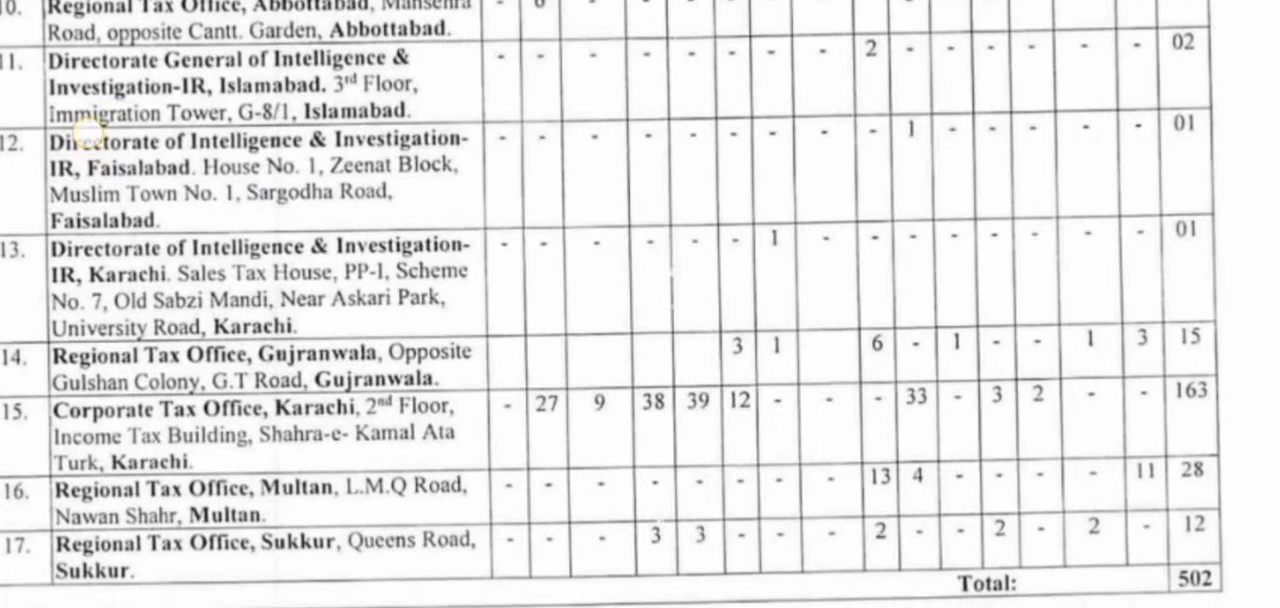 10. Regional Tax Office, Abbottabad, Mansehra - 6 - - - - - - - - - - - - -
Road, opposite Cantt. Garden, Abbottabad.
11. Directorate General of Intelligence & - - - - - - - - 2 - - - - - - 02
Investigation-IR, Islamabad. 3rd Floor,
Immigration Tower, G-8/1, Islamabad.
12. Directorate of Intelligence & Investigation- - - - - - - - - - 1 - - - - - 01
IR, Faisalabad. House No. 1, Zeenat Block,
Muslim Town No. 1, Sargodha Road,
Faisalabad.
13. Directorate of Intelligence & Investigation- - - - - - - 1 - - - - - - - - 01
IR, Karachi. Sales Tax House, PP-1, Scheme
No. 7, Old Sabzi Mandi, Near Askari Park,
University Road, Karachi.
14. Regional Tax Office, Gujranwala, Opposite 3 1 6 - 1 - - 1 3 15
Gulshan Colony, G.T Road, Gujranwala.
15. Corporate Tax Office, Karachi, 2nd Floor, - 27 9 38 39 12 - - - 33 - 3 2 - - 163
Income Tax Building, Shahra-e- Kamal Ata
Turk, Karachi.
16. Regional Tax Office, Multan, L.M.Q Road, - - - - - - - - 13 4 - - - - 11 28
Nawan Shahr, Multan.
17. Regional Tax Office, Sukkur, Queens Road, - - - 3 3 - - - 2 - - 2 - 2 - 12
Sukkur.
Total: 502